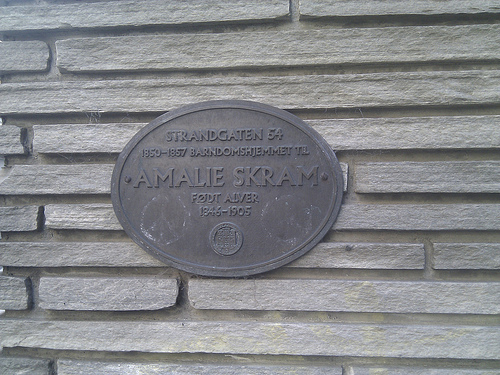 STRANDGATEN 54
1850-1857 BARNDOMSHJEMMET TIL
·AMALIE SKRAM·
FØDT ALVER
1846-1905